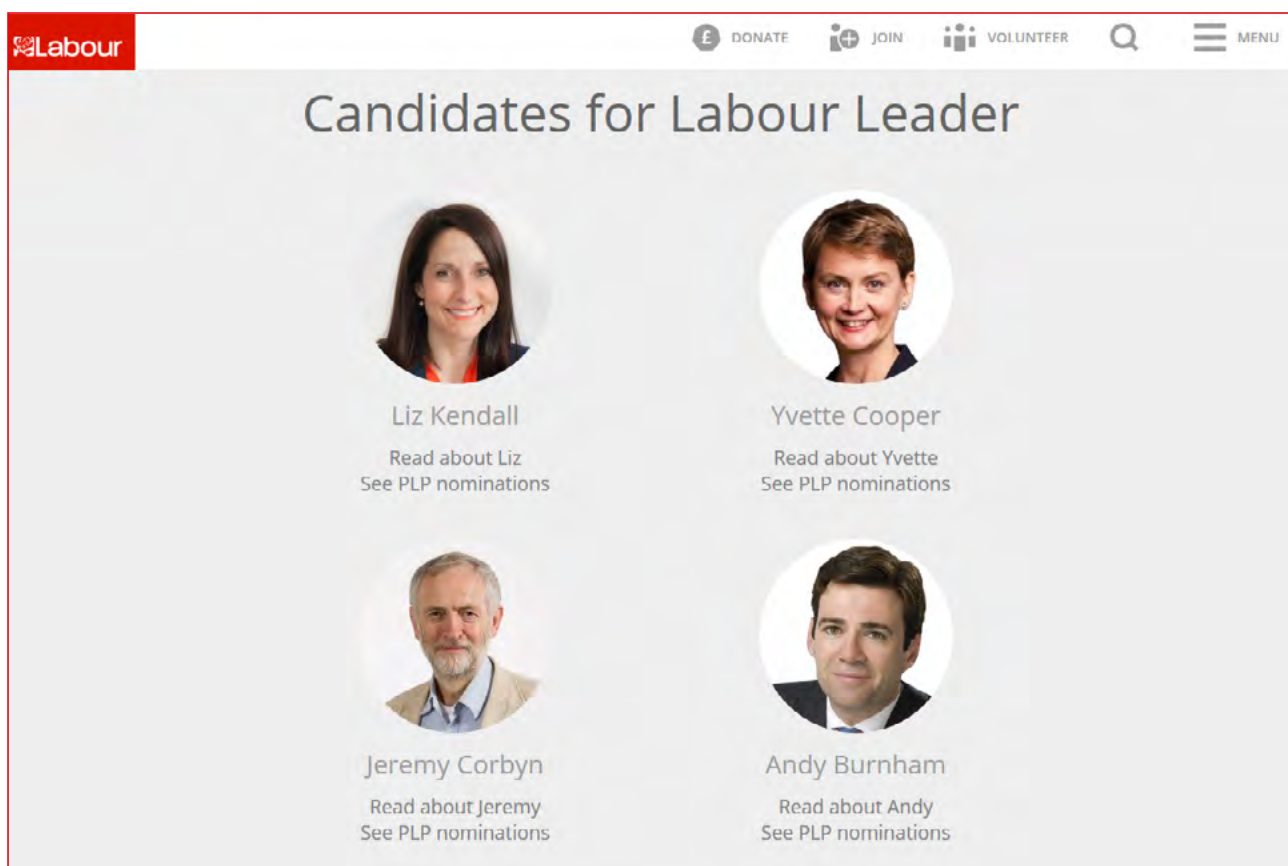 Labour
£ DONATE JOIN VOLUNTEER MENU
Candidates for Labour Leader
Liz Kendall
Read about Liz
See PLP nominations
Yvette Cooper
Read about Yvette
See PLP nominations
Jeremy Corbyn
Read about Jeremy
See PLP nominations
Andy Burnham
Read about Andy
See PLP nominations